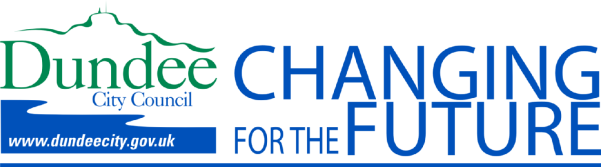 Dundee
City Council
www.dundeecity.gov.uk
CHANGING
FOR THE FUTURE